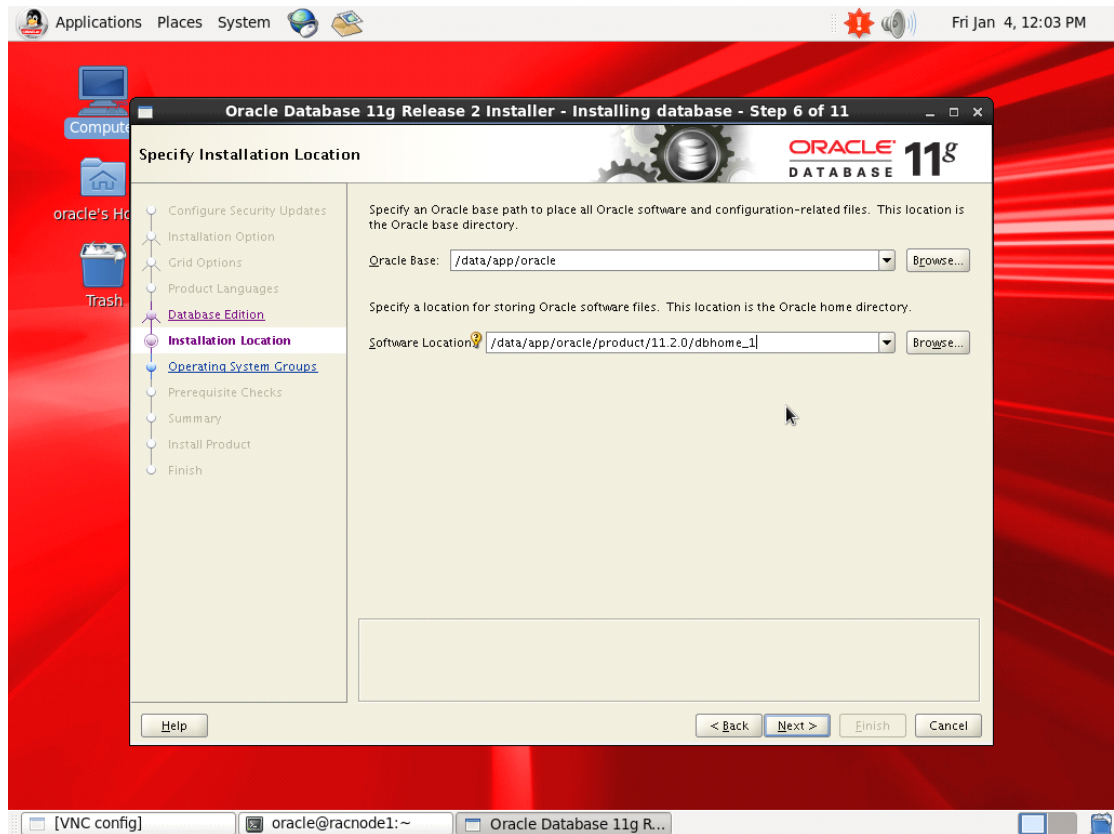 Applications Places System
Fri Jan 4, 12:03 PM
Compute
oracle's Ho
Trash
Oracle Database 11g Release 2 Installer - Installing database - Step 6 of 11
Specify Installation Location
ORACLE
DATABASE
11g
Configure Security Updates
Installation Option
Grid Options
Product Languages
Database Edition
Installation Location
Operating System Groups
Prerequisite Checks
Summary
Install Product
Finish
Specify an Oracle base path to place all Oracle software and configuration-related files. This location is
the Oracle base directory.
Oracle Base: /data/app/oracle Browse...
Specify a location for storing Oracle software files. This location is the Oracle home directory.
Software Location: /data/app/oracle/product/11.2.0/dbhome_1 Browse...
Help < Back Next > Finish Cancel
[VNC config] oracle@racnode1:~ Oracle Database 11g R...